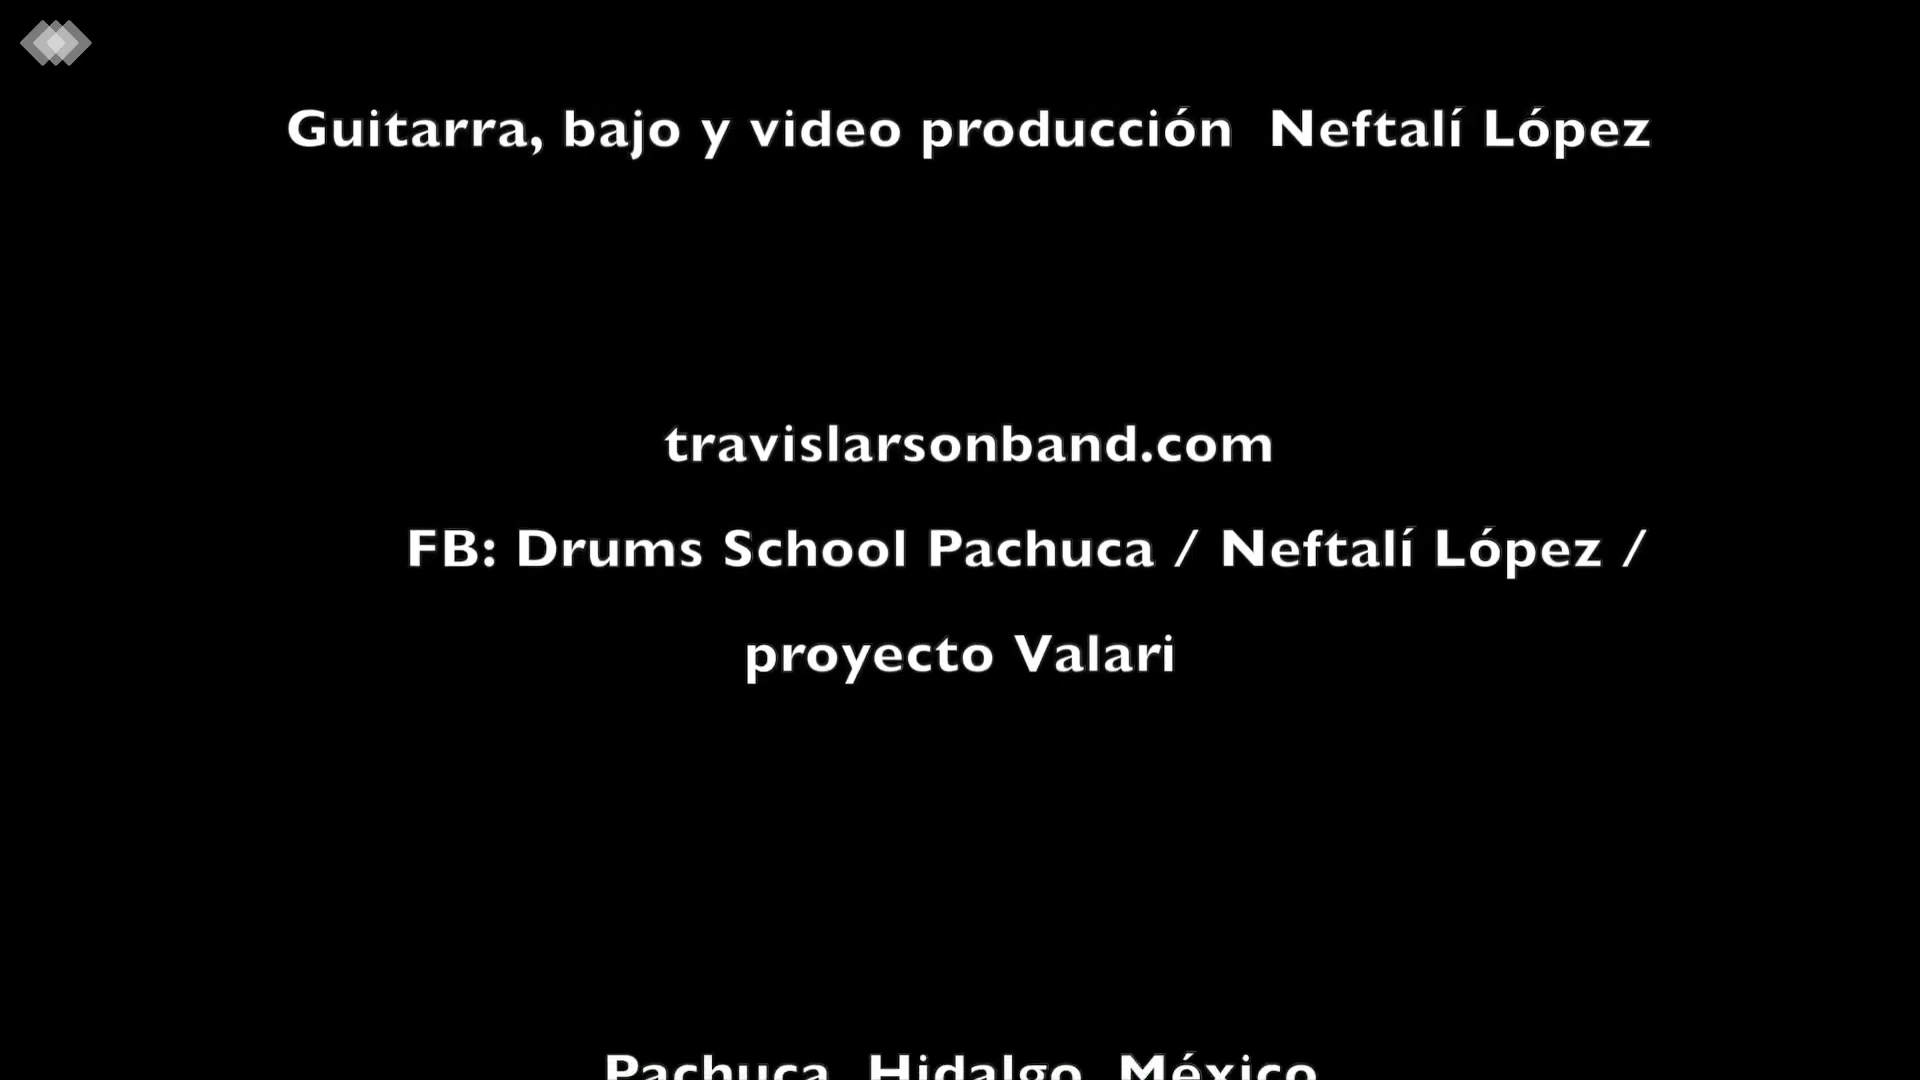 Guitarra, bajo y video producción  Neftalí López
travislarsonband.com
FB: Drums School Pachuca / Neftalí López /
proyecto Valari
Pachuca, Hidalgo, México